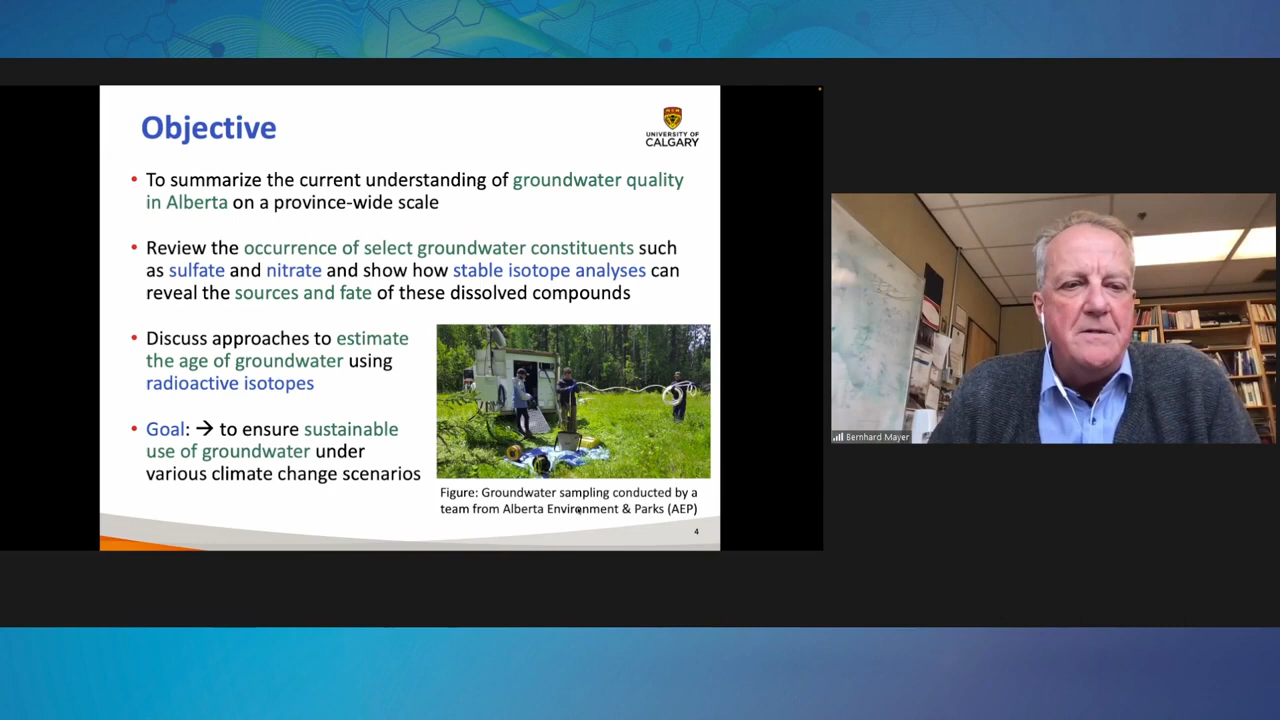 Objective
UNIVERSITY OF
CALGARY
• To summarize the current understanding of groundwater quality
in Alberta on a province-wide scale
• Review the occurrence of select groundwater constituents such
as sulfate and nitrate and show how stable isotope analyses can
reveal the sources and fate of these dissolved compounds
• Discuss approaches to estimate
the age of groundwater using
radioactive isotopes
• Goal: → to ensure sustainable
use of groundwater under
various climate change scenarios
Figure: Groundwater sampling conducted by a
team from Alberta Environment & Parks (AEP)
4
Bernhard Mayer